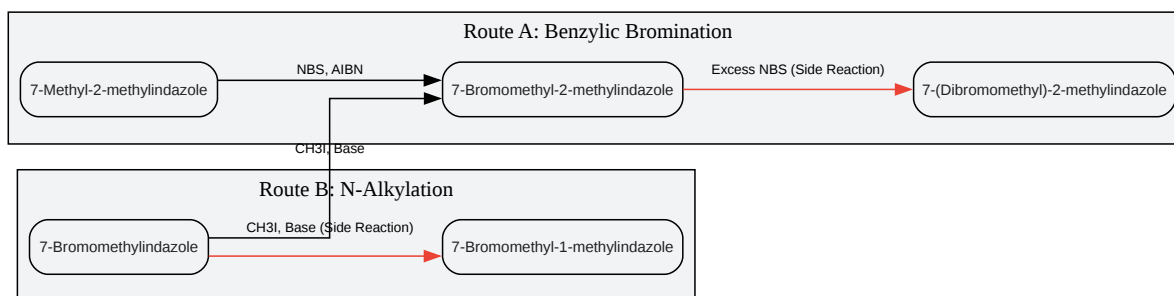 Route A: Benzylic Bromination
7-Methyl-2-methylindazole
NBS, AIBN
7-Bromomethyl-2-methylindazole
Excess NBS (Side Reaction)
7-(Dibromomethyl)-2-methylindazole
CH3I, Base
Route B: N-Alkylation
7-Bromomethylindazole
CH3I, Base (Side Reaction)
7-Bromomethyl-1-methylindazole